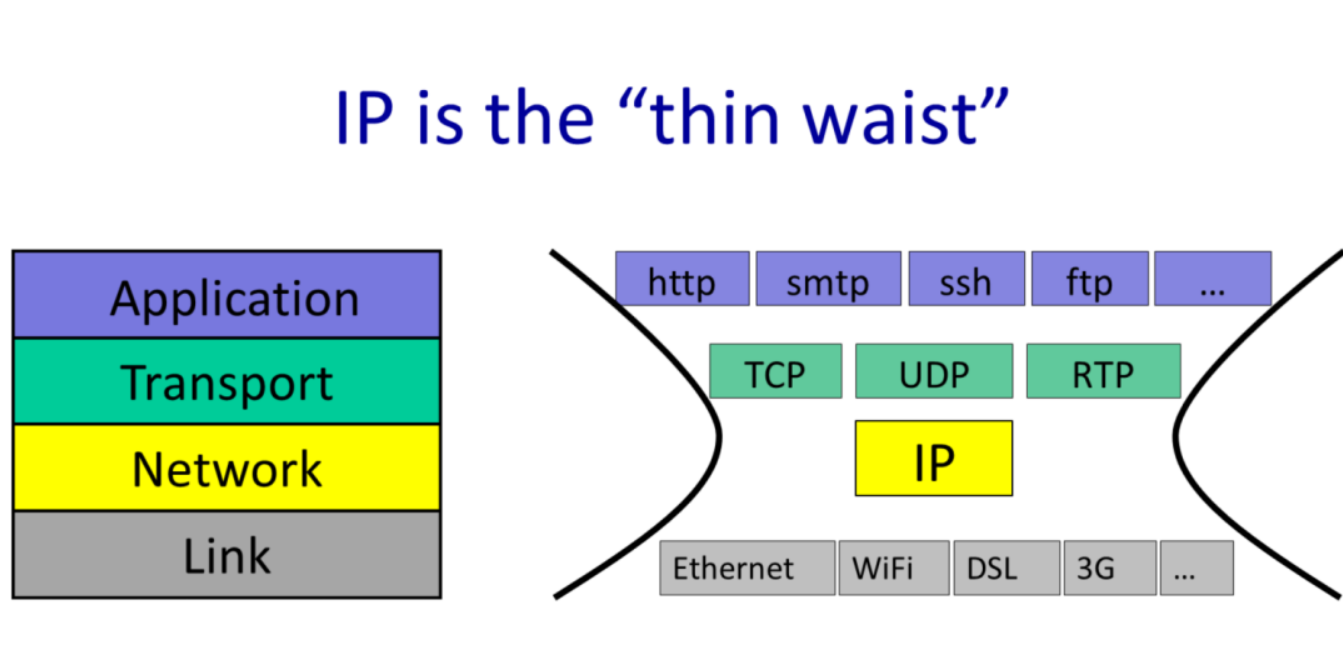 IP is the “thin waist”
Application
Transport
Network
Link
http smtp ssh ftp ...
TCP UDP RTP
IP
Ethernet WiFi DSL 3G ...